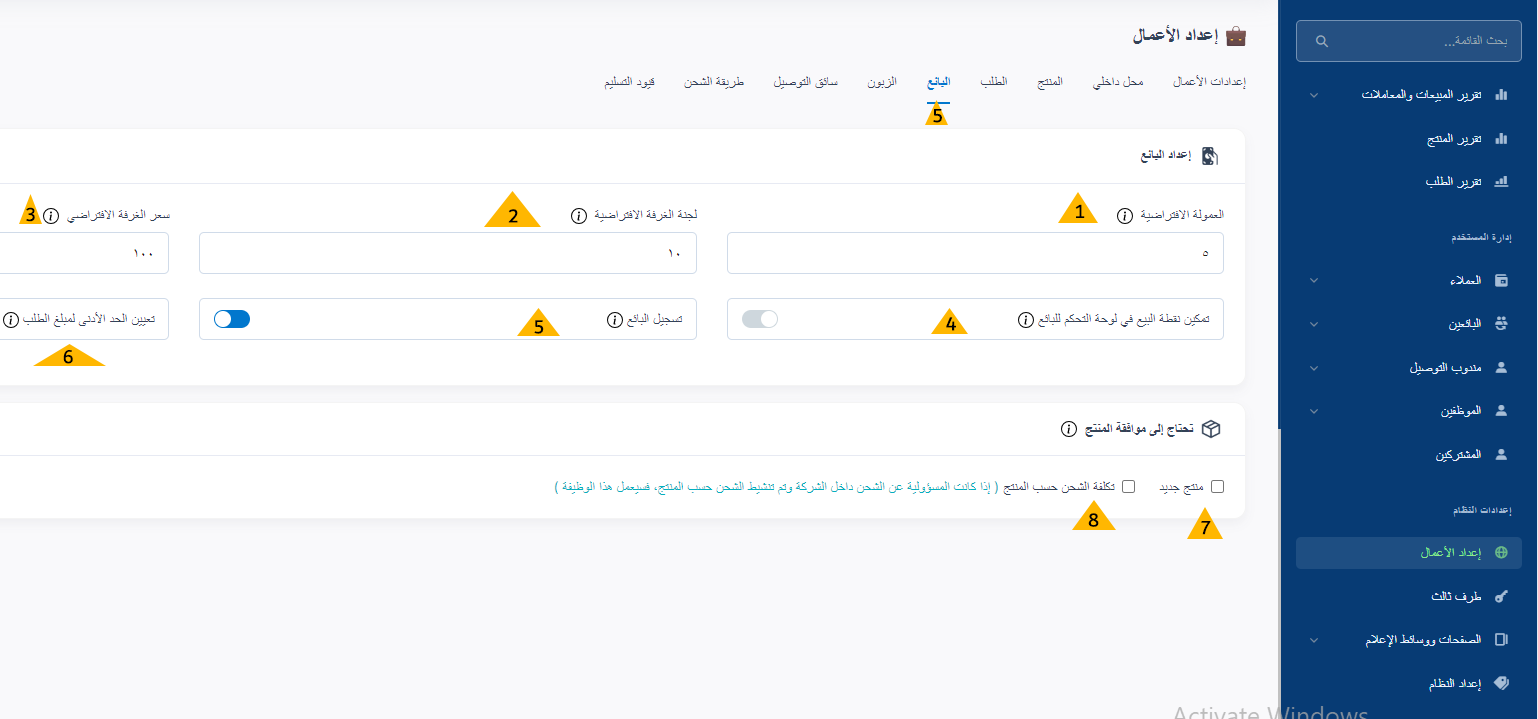 بحث القائمة...
تقرير المبيعات والمعاملات
تقرير المنتج
تقرير الطلب
إدارة المستخدم
العملاء
البائعين
مندوب التوصيل
الموظفين
المشتركين
إعدادات النظام
إعداد الأعمال
طرف ثالث
الصفحات ووسائط الإعلام
إعداد النظام
إعداد الأعمال
إعدادات الأعمال محل داخلي المنتج الطلب البائع الزبون سائق التوصيل طريقة الشحن قيود التسليم
5
إعداد البائع
العمولة الافتراضية 1 لجنة الغرفة الافتراضية 2 سعر الغرفة الافتراضي 3
٥ ١٠ ١٠٠
تمكين نقطة البيع في لوحة التحكم للبائع 4 تسجيل البائع 5 تعيين الحد الأدنى لمبلغ الطلب
6
تحتاج إلى موافقة المنتج
منتج جديد تكلفة الشحن حسب المنتج ( إذا كانت المسؤولية عن الشحن داخل الشركة وتم تنشيط الشحن حسب المنتج، فسيعمل هذا الوظيفة )
7 8
Activate Windows